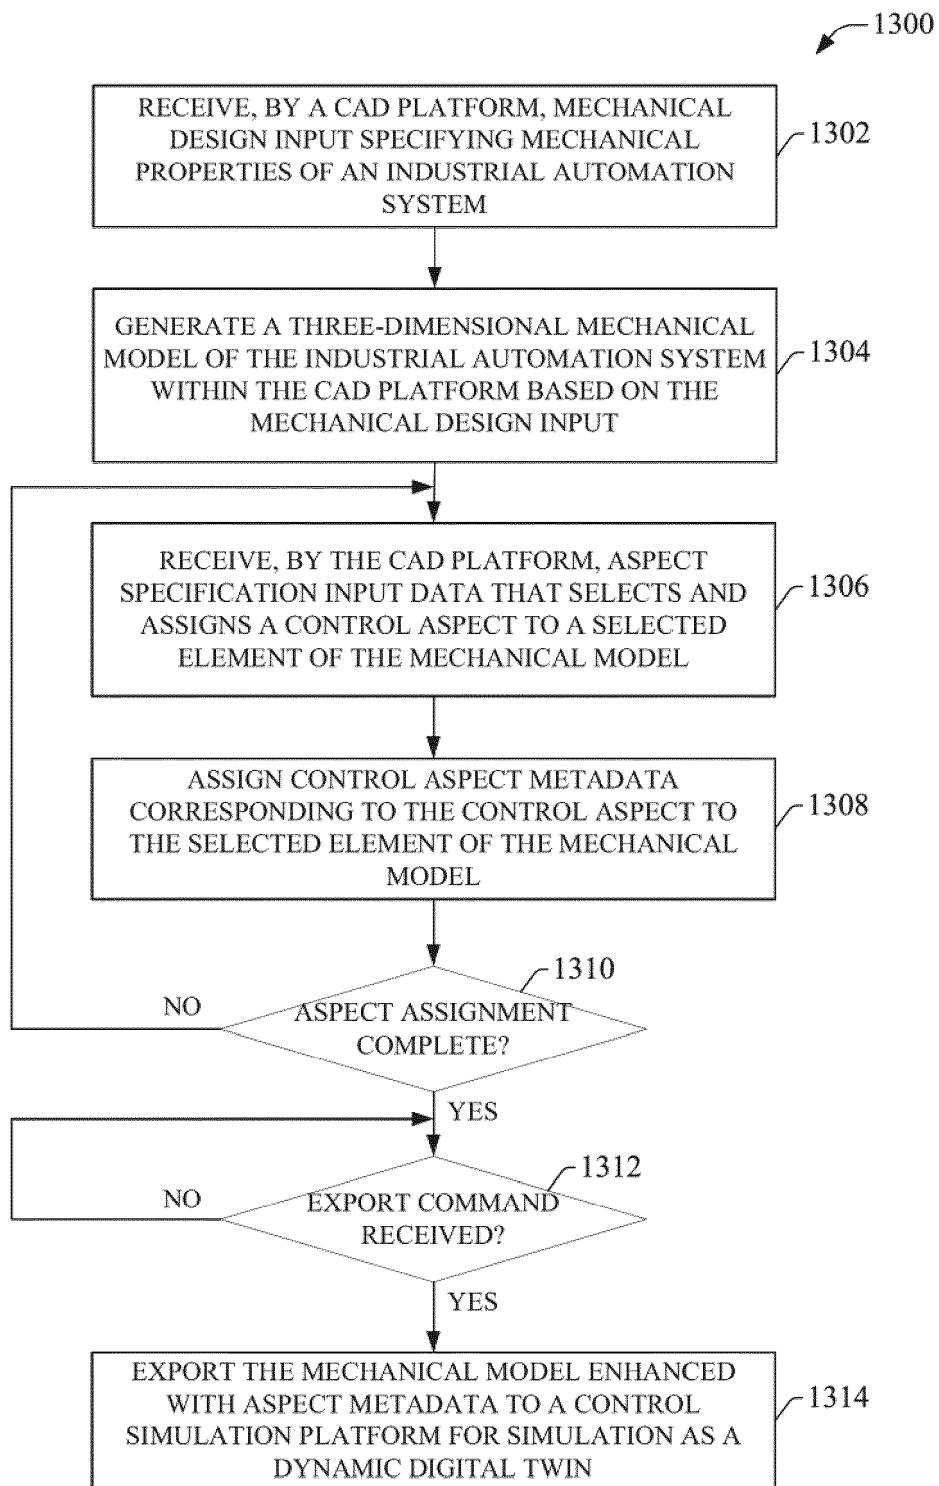 1300
RECEIVE, BY A CAD PLATFORM, MECHANICAL
DESIGN INPUT SPECIFYING MECHANICAL
PROPERTIES OF AN INDUSTRIAL AUTOMATION
SYSTEM
1302
GENERATE A THREE-DIMENSIONAL MECHANICAL
MODEL OF THE INDUSTRIAL AUTOMATION SYSTEM
WITHIN THE CAD PLATFORM BASED ON THE
MECHANICAL DESIGN INPUT
1304
RECEIVE, BY THE CAD PLATFORM, ASPECT
SPECIFICATION INPUT DATA THAT SELECTS AND
ASSIGNS A CONTROL ASPECT TO A SELECTED
ELEMENT OF THE MECHANICAL MODEL
1306
ASSIGN CONTROL ASPECT METADATA
CORRESPONDING TO THE CONTROL ASPECT TO
THE SELECTED ELEMENT OF THE MECHANICAL
MODEL
1308
1310
NO
ASPECT ASSIGNMENT
COMPLETE?
YES
1312
NO
EXPORT COMMAND
RECEIVED?
YES
EXPORT THE MECHANICAL MODEL ENHANCED
WITH ASPECT METADATA TO A CONTROL
SIMULATION PLATFORM FOR SIMULATION AS A
DYNAMIC DIGITAL TWIN
1314